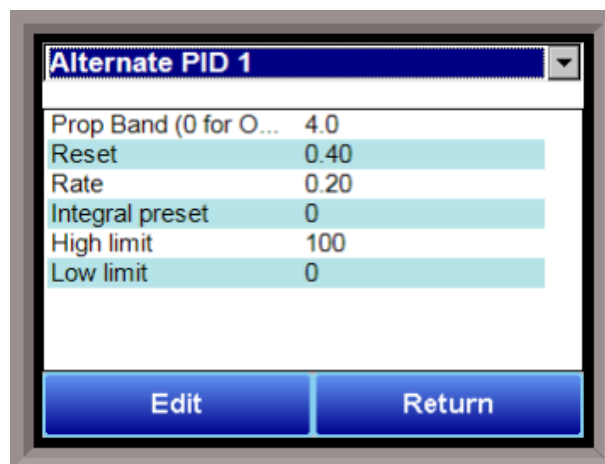 Alternate PID 1
Prop Band (0 for O... 4.0
Reset 0.40
Rate 0.20
Integral preset 0
High limit 100
Low limit 0
Edit Return